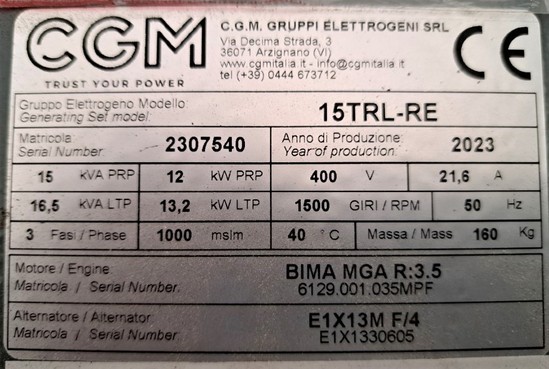 CGM
TRUST YOUR POWER
C.G.M. GRUPPI ELETTROGENI SRL
Via Decima Strada, 3
36071 Arzignano (VI)
www.cgmitalia.it - info@cgmitalia.it
tel (+39) 0444 673712
CE
Gruppo Elettrogeno Modello
Generating Set model: 15TRL-RE
Matricola
Serial Number: 2307540
Anno di Produzione
Year of production: 2023
15 kVA PRP 12 kW PRP 400 V 21,6 A
16,5 kVA LTP 13,2 kW LTP 1500 GIRI / RPM 50 Hz
3 Fasi / Phase 1000 mslm 40 °C Massa / Mass 160 Kg
Motore / Engine
Matricola / Serial Number:
BIMA MGA R:3.5
6129.001.035MPF
Alternatore / Alternator
Matricola / Serial Number:
E1X13M F/4
E1X1330605